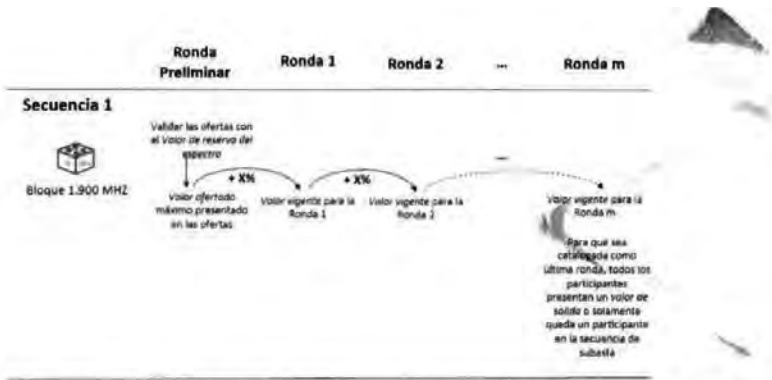 Ronda
Preliminar
Ronda 1
Ronda 2
...
Ronda m
Secuencia 1
Validar las ofertas con
el Valor de reserva del
espectro
Bloque 1.900 MHZ
+ X%
+ X%
...
Valor ofertado
máximo presentado
en las ofertas
Valor vigente para la
Ronda 1
Valor vigente para la
Ronda 2
Valor vigente para la
Ronda m
Para que sea
catalogada como
última ronda, todos los
participantes
presentan un valor de
salida o solamente
queda un participante
en la secuencia de
subasta